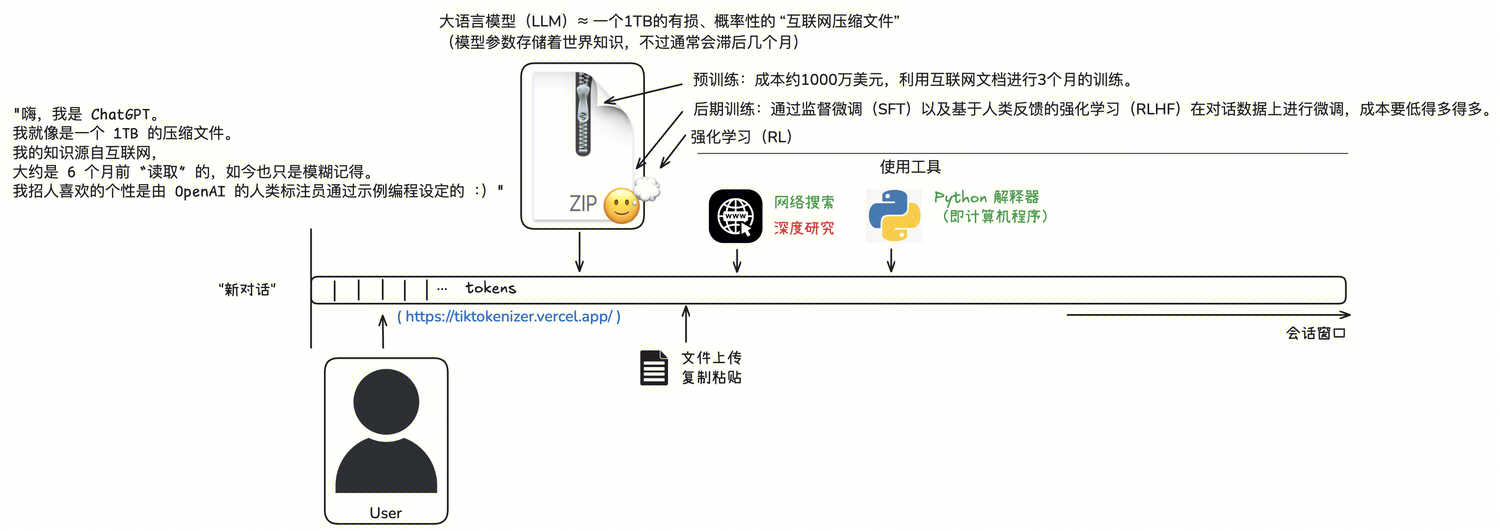 大语言模型（LLM）≈ 一个1TB的有损、概率性的 “互联网压缩文件”
（模型参数存储着世界知识，不过通常会滞后几个月）
预训练：成本约1000万美元，利用互联网文档进行3个月的训练。
后期训练：通过监督微调（SFT）以及基于人类反馈的强化学习（RLHF）在对话数据上进行微调，成本要低得多得多。
强化学习（RL）
"嗨，我是 ChatGPT。
我就像是一个 1TB 的压缩文件。
我的知识源自互联网，
大约是 6 个月前“读取”的，如今也只是模糊记得。
我招人喜欢的个性是由 OpenAI 的人类标注员通过示例编程设定的 :) "
ZIP
使用工具
WWW
网络搜索
深度研究
Python 解释器
（即计算机程序）
"新对话"
... tokens
( https://tiktokenizer.vercel.app/ )
会话窗口
文件上传
复制粘贴
User